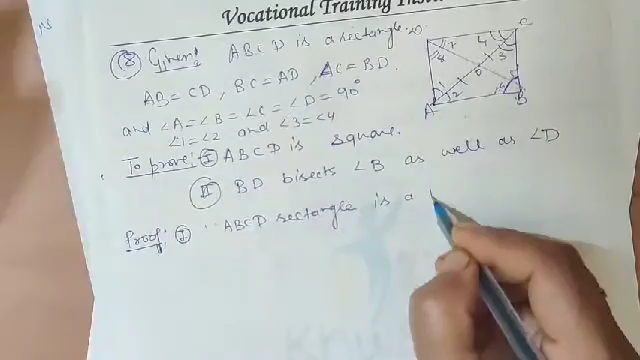 Vocational Training Inst
⑧ Given: ABCD is a rectangle.
AB = CD, BC = AD, AC = BD.
and ∠A = ∠B = ∠C = ∠D = 90°
∠1 = ∠2 and ∠3 = ∠4
To prove: Ⓘ ABCD is square.
Ⓘ Ⓘ BD bisects ∠B as well as ∠D
Proof: Ⓘ ∵ ABCD rectangle is a